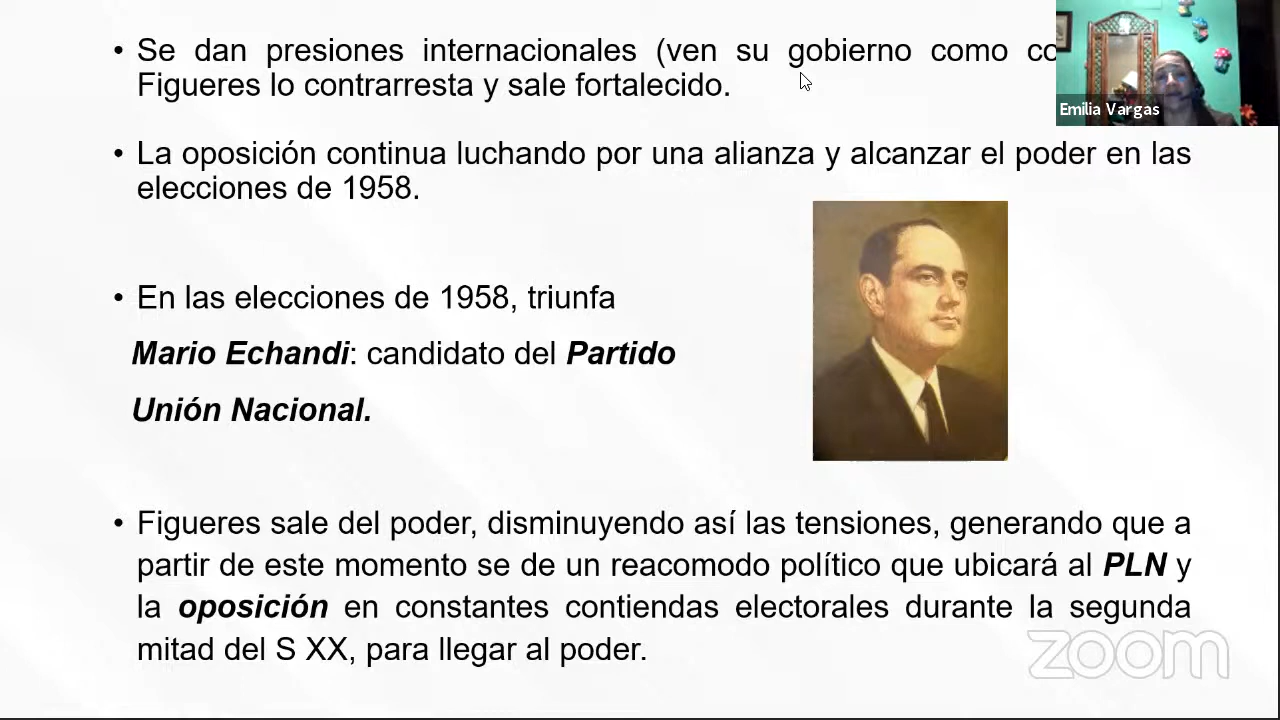 • Se dan presiones internacionales (ven su gobierno como
Figueres lo contrarresta y sale fortalecido.
• La oposición continua luchando por una alianza y alcanzar el poder en las
elecciones de 1958.
• En las elecciones de 1958, triunfa
Mario Echandi: candidato del Partido
Unión Nacional.
• Figueres sale del poder, disminuyendo así las tensiones, generando que a
partir de este momento se de un reacomodo político que ubicará al PLN y
la oposición en constantes contiendas electorales durante la segunda
mitad del S XX, para llegar al poder.
Emilia Vargas
zoom